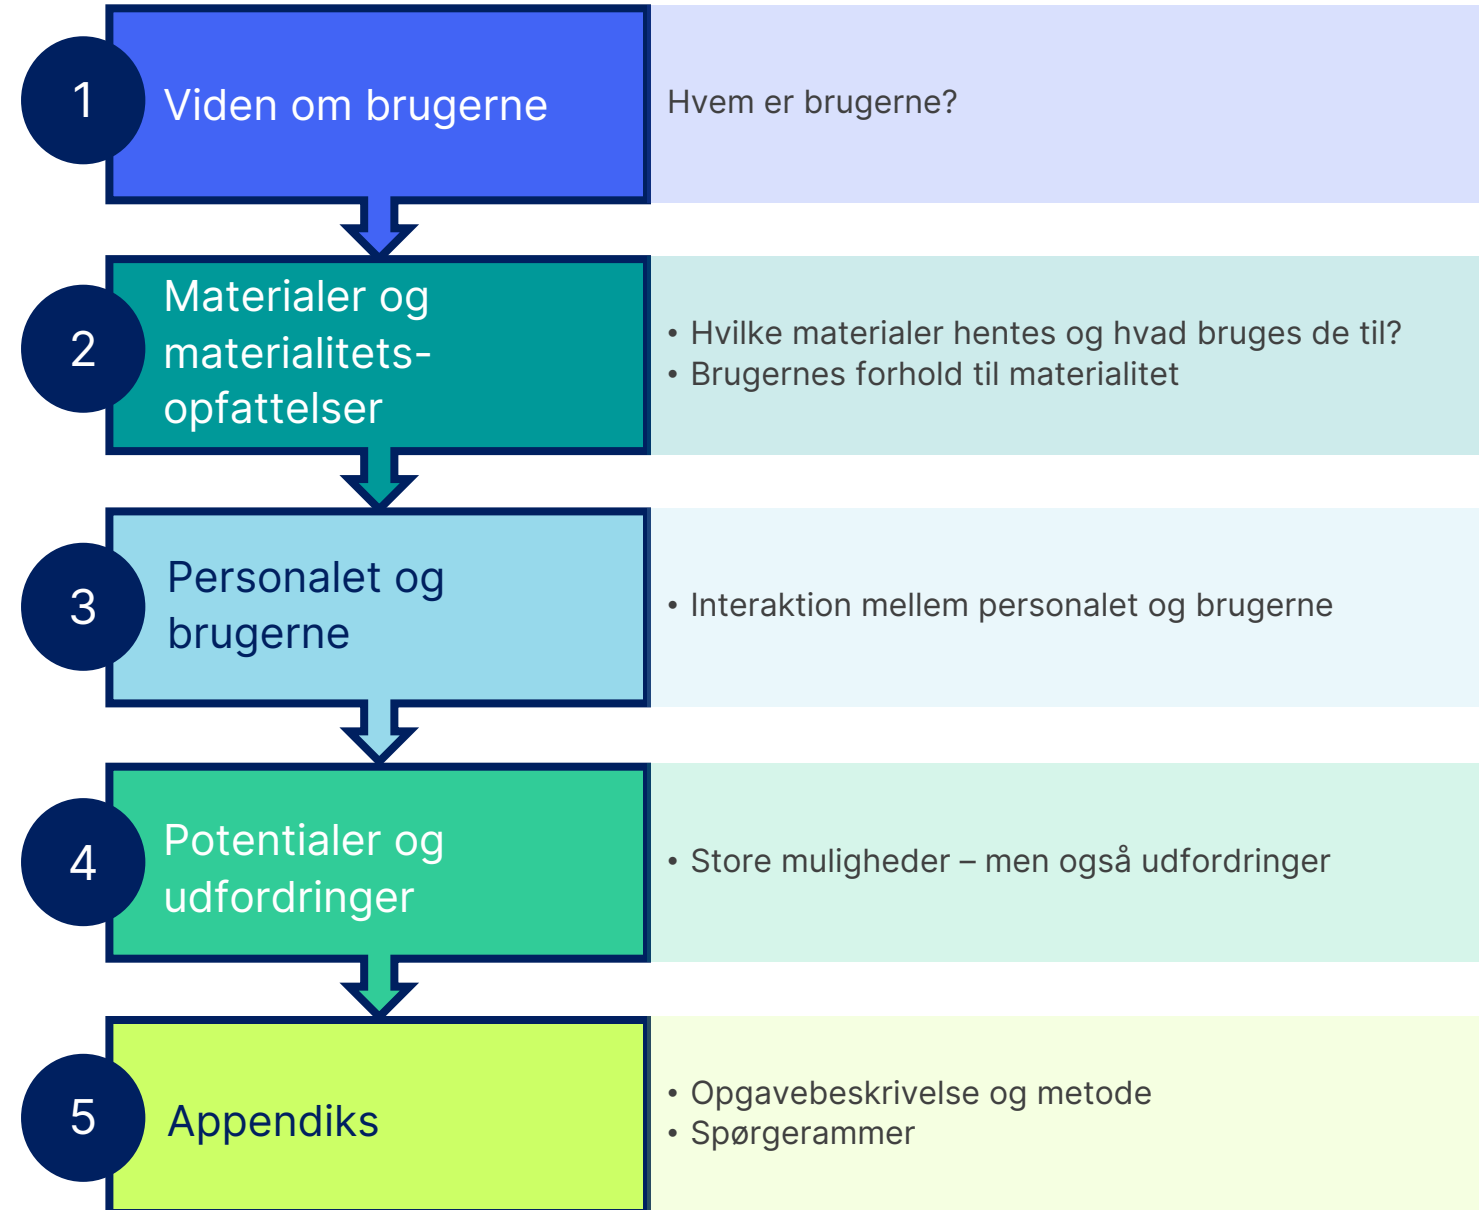 1
Viden om brugerne
Hvem er brugerne?
2
Materialer og
materialitets-
opfattelser
• Hvilke materialer hentes og hvad bruges de til?
• Brugernes forhold til materialitet
3
Personalet og
brugerne
• Interaktion mellem personalet og brugerne
4
Potentialer og
udfordringer
• Store muligheder – men også udfordringer
5
Appendiks
• Opgavebeskrivelse og metode
• Spørgerammer